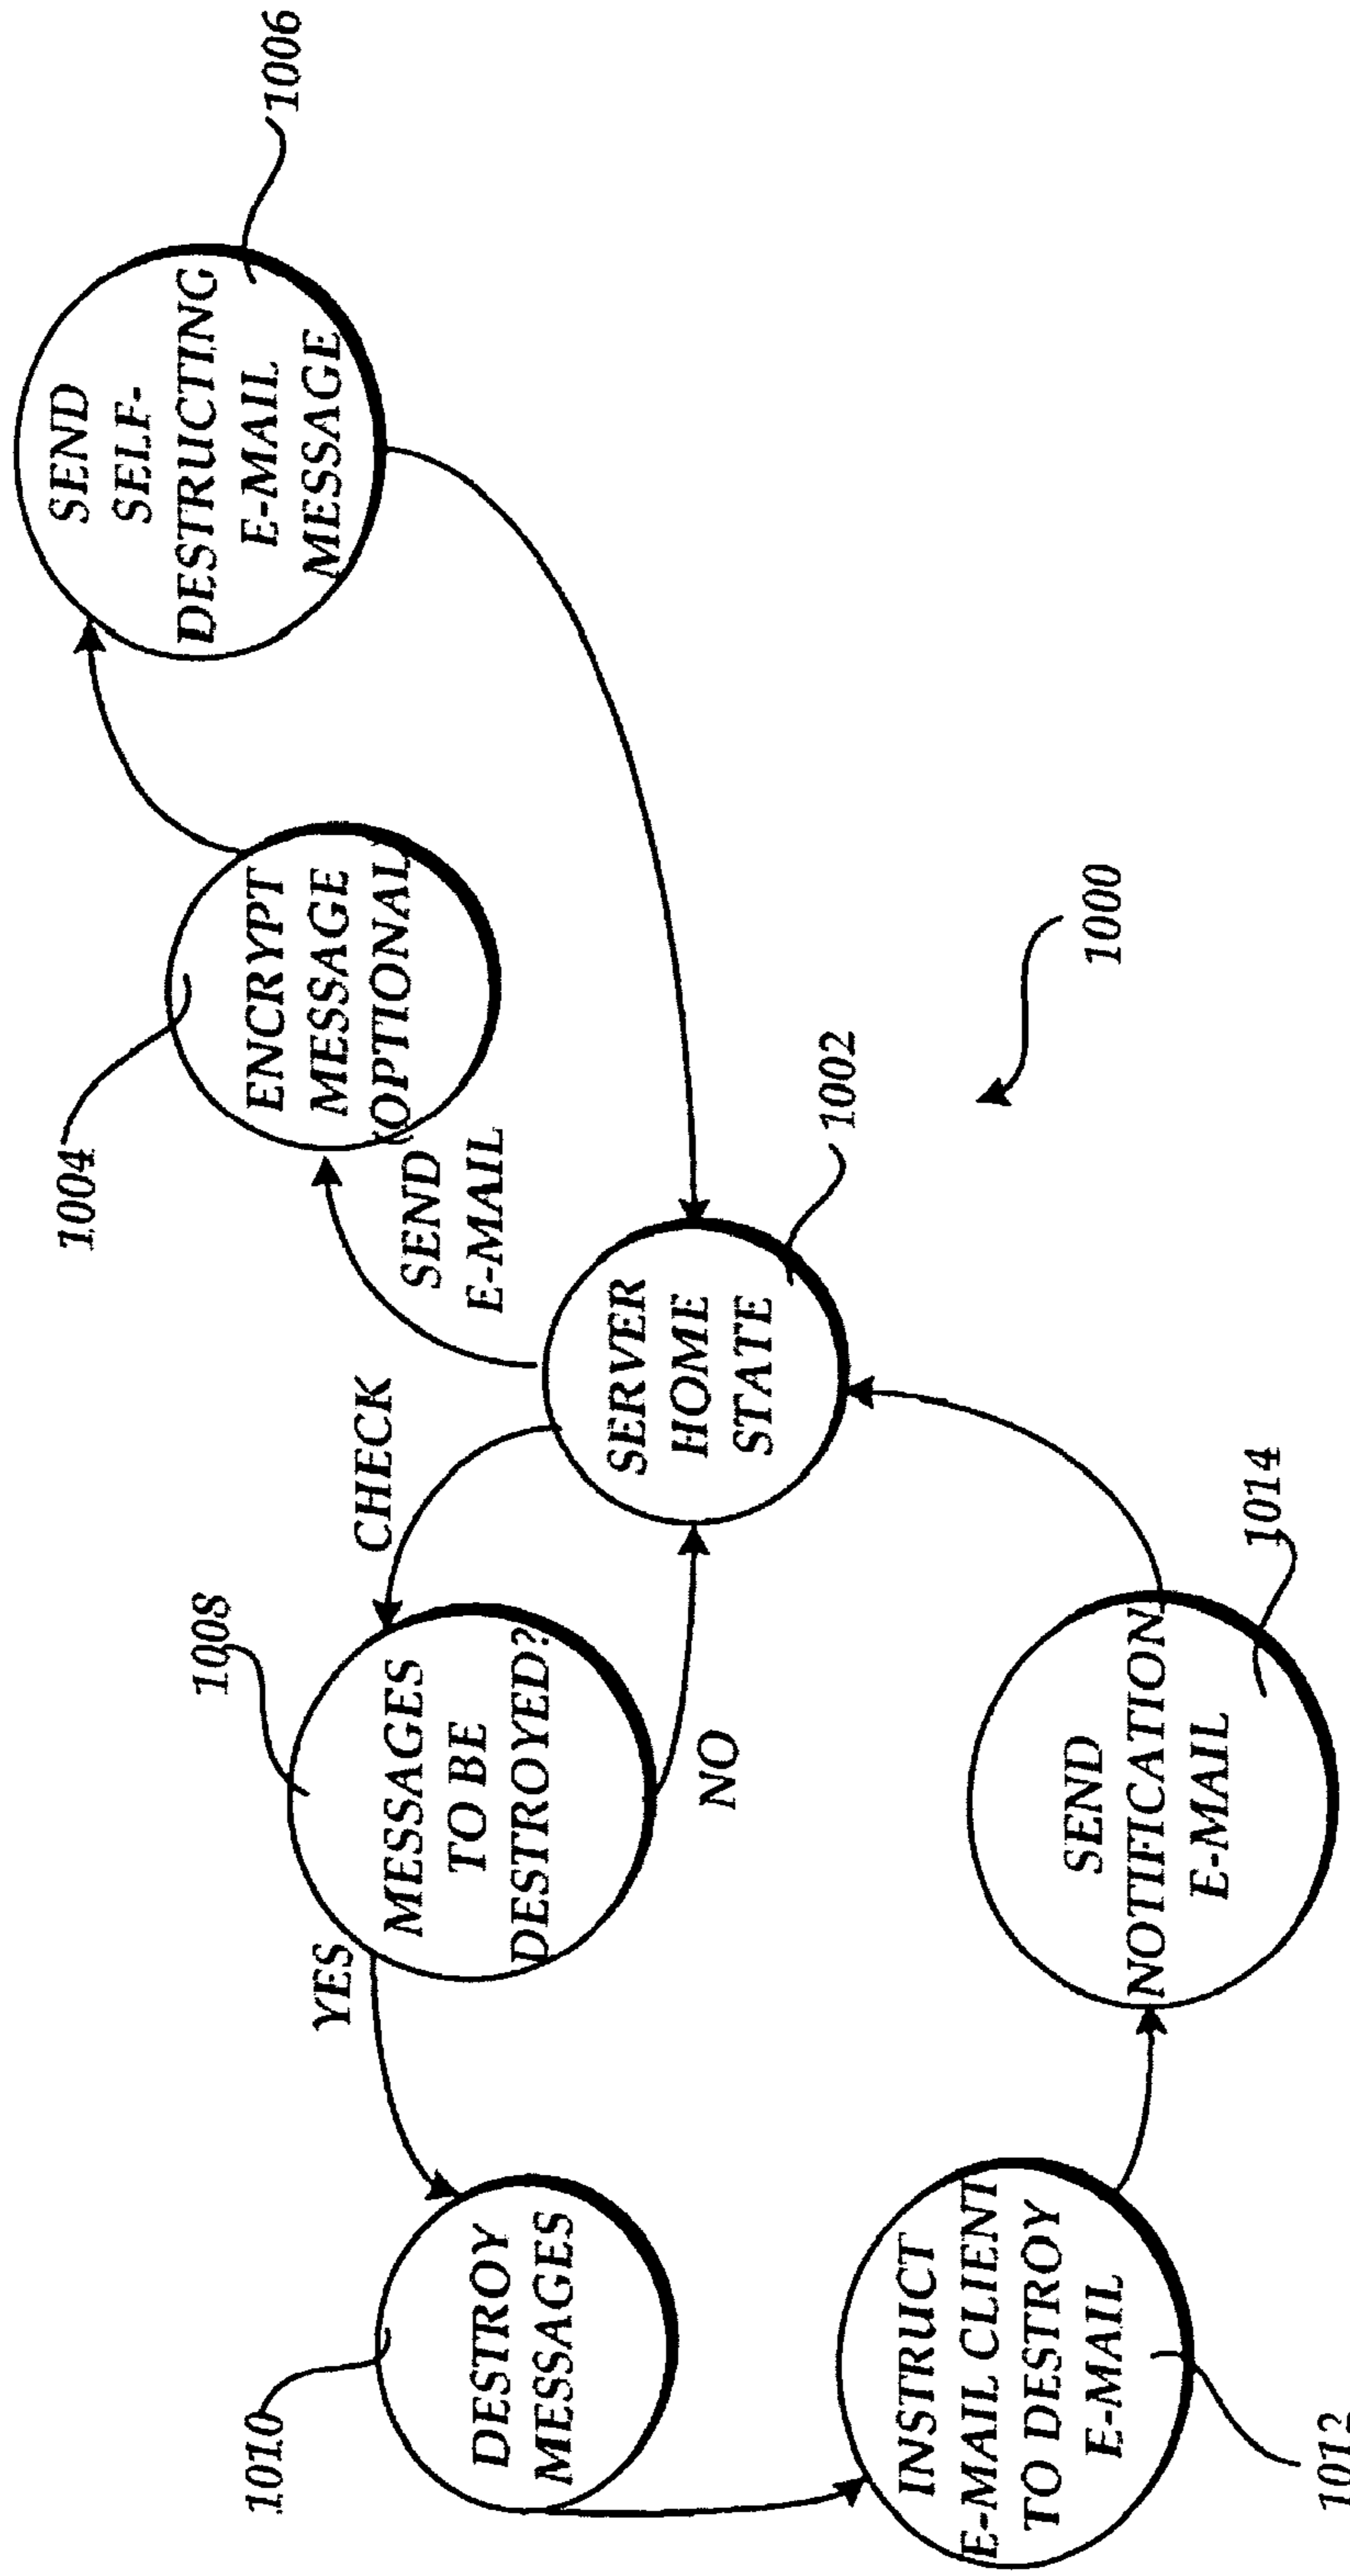 1010
DESTROY
MESSAGES
YES
1008
MESSAGES
TO BE
DESTROYED?
CHECK
NO
1004
ENCRYPT
MESSAGE
(OPTIONAL)
SEND
E-MAIL
SEND
SELF-
DESTRUCTING
E-MAIL
MESSAGE
1006
SERVER
HOME
STATE
1002
1000
INSTRUCT
E-MAIL CLIENT
TO DESTROY
E-MAIL
1012
SEND
NOTIFICATION
E-MAIL
1014